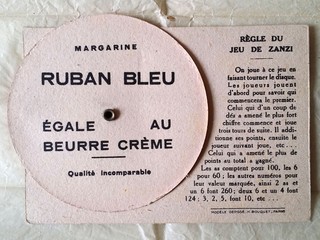 MARGARINE
RUBAN BLEU
ÉGALE AU
BEURRE CRÈME
Qualité Incomparable
RÈGLE DU
JEU DE ZANZI
On joue à ce jeu en
faisant tourner le disque.
Les joueurs jouent
d'abord pour savoir qui
commencera le premier.
Celui qui d'un coup de
dés a amené le plus fort
chiffre commence et joue
trois tours de suite. Il addi-
tionne ses points, ensuite le
joueur suivant joue, etc...
Celui qui a amené le plus
de points au total a gagné.
Les as comptent pour 100, les 6
pour 60 ; les autres numéros pour
leur valeur marquée, ainsi 2 as et
un 6 font 260 ; deux 6 et un 4 font
124 ; 3, 2, 5, font 10, etc...
MODÈLE DÉPOSÉ